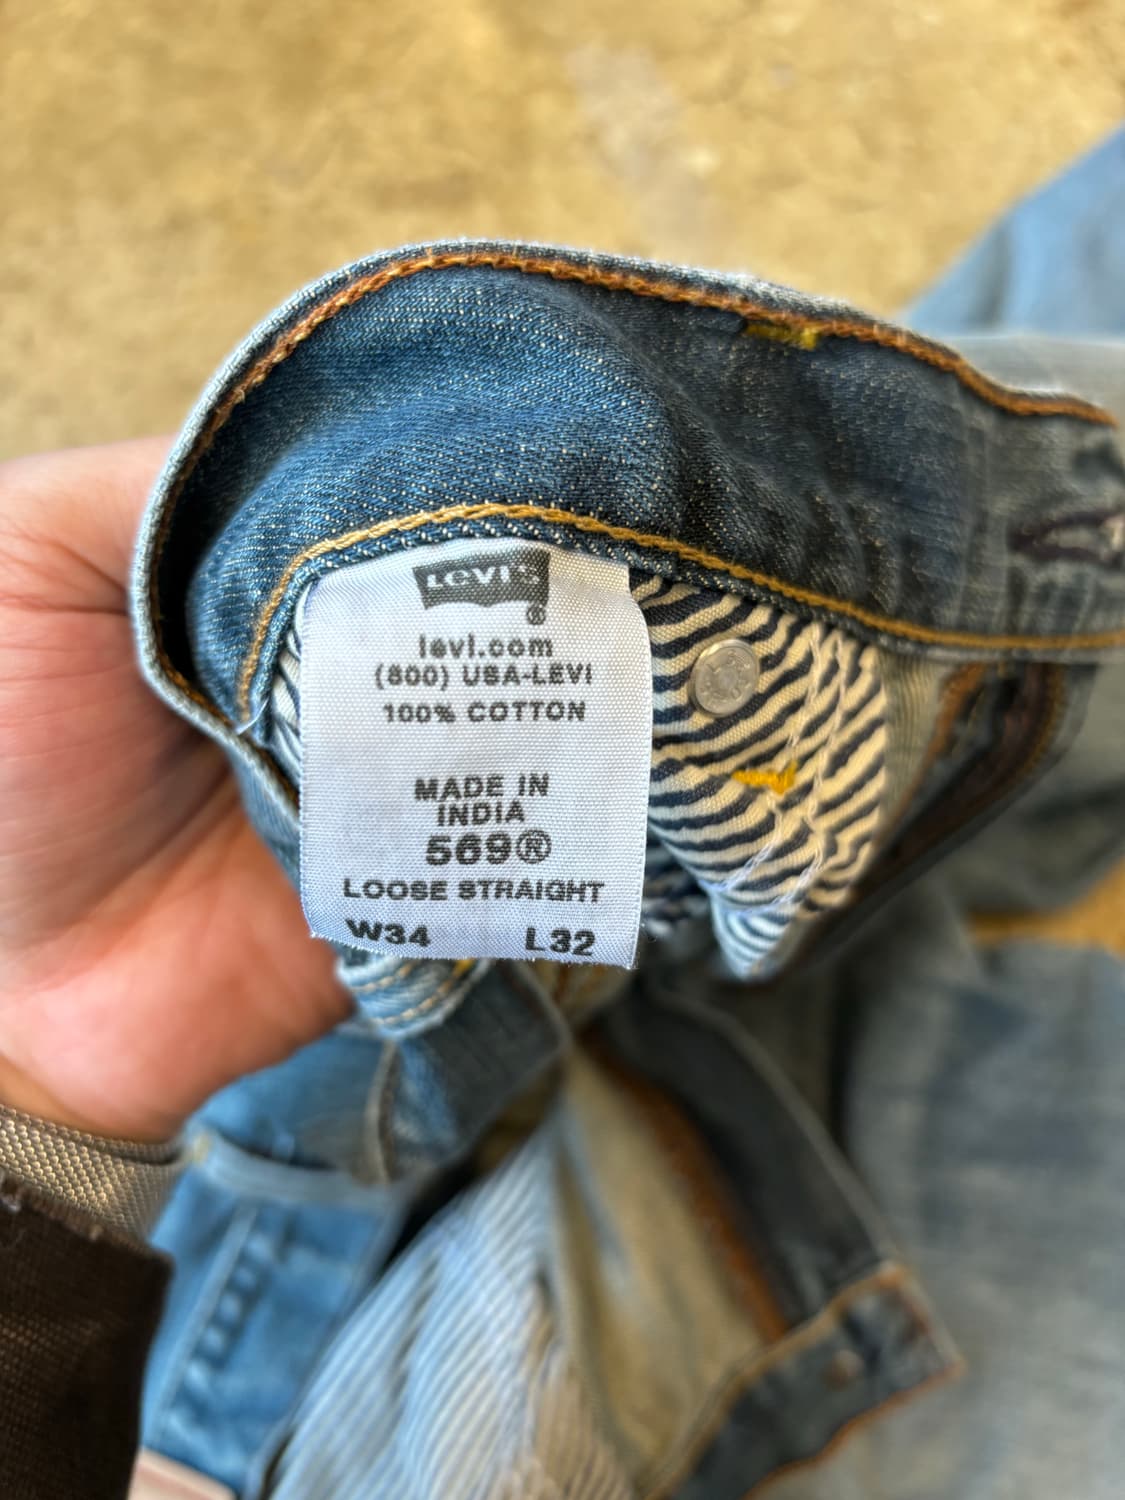 Levi's®
levi.com
(800) USA-LEVI
100% COTTON
MADE IN
INDIA
569®
LOOSE STRAIGHT
W34 L32